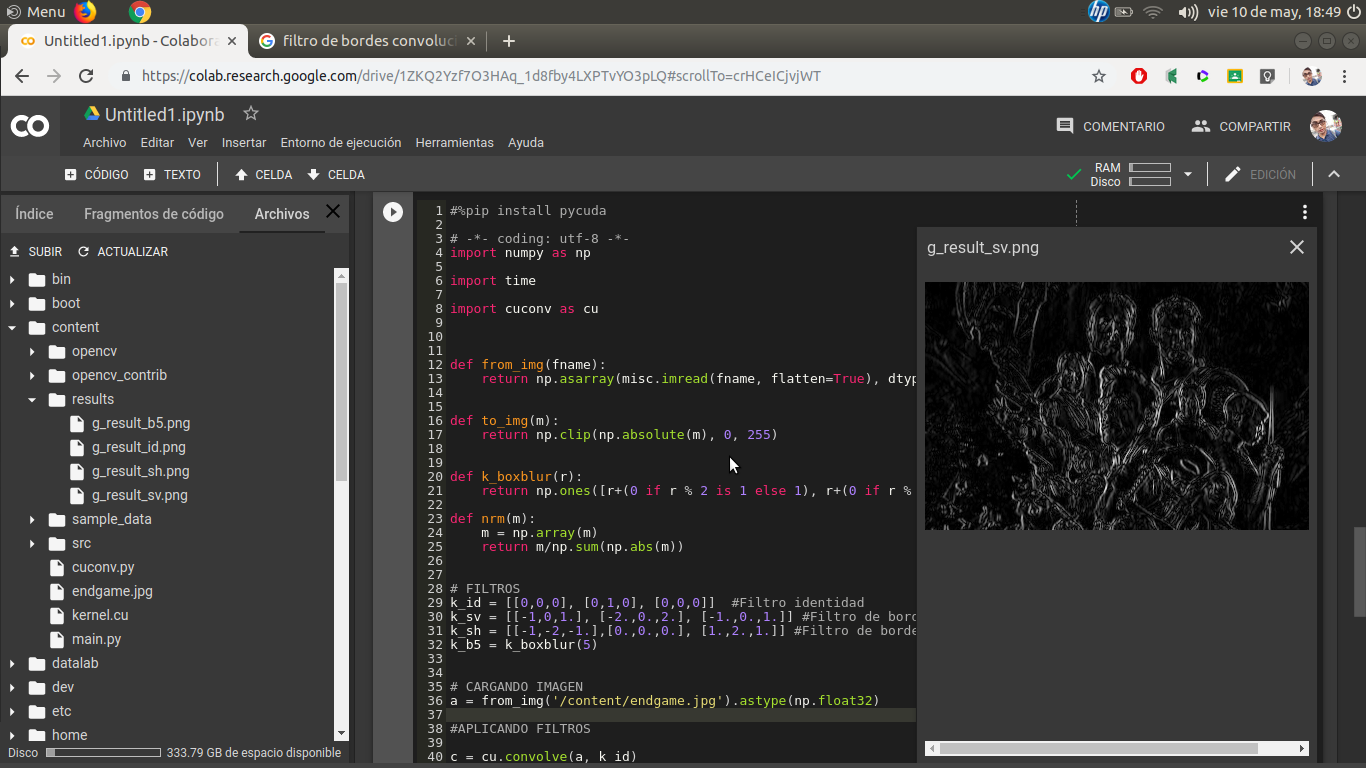 Menu
vie 10 de may, 18:49
Untitled1.ipynb - Colabora
filtro de bordes convoluci
https://colab.research.google.com/drive/1ZKQ2Yzf7O3HAq_1d8fby4LXPTvYO3pLQ#scrollTo=crHCeICjvjWT
Untitled1.ipynb
Archivo Editar Ver Insertar Entorno de ejecución Herramientas Ayuda
COMENTARIO COMPARTIR
CÓDIGO TEXTO CELDA CELDA
RAM
Disco
EDICIÓN
Índice Fragmentos de código Archivos
SUBIR ACTUALIZAR
bin
boot
content
opencv
opencv_contrib
results
g_result_b5.png
g_result_id.png
g_result_sh.png
g_result_sv.png
sample_data
src
cuconv.py
endgame.jpg
kernel.cu
main.py
datalab
dev
etc
home
Disco 333.79 GB de espacio disponible
1 #%pip install pycuda
2
3 # -*- coding: utf-8 -*-
4 import numpy as np
5
6 import time
7
8 import cuconv as cu
9
10
11
12 def from_img(fname):
13 return np.asarray(misc.imread(fname, flatten=True), dtyp
14
15
16 def to_img(m):
17 return np.clip(np.absolute(m), 0, 255)
18
19
20 def k_boxblur(r):
21 return np.ones([r+(0 if r % 2 is 1 else 1), r+(0 if r %
22
23 def nrm(m):
24 m = np.array(m)
25 return m/np.sum(np.abs(m))
26
27
28 # FILTROS
29 k_id = [[0,0,0], [0,1,0], [0,0,0]] #Filtro identidad
30 k_sv = [[-1,0,1.], [-2.,0.,2.], [-1.,0.,1.]] #Filtro de bord
31 k_sh = [[-1,-2,-1.],[0.,0.,0.], [1.,2.,1.]] #Filtro de borde
32 k_b5 = k_boxblur(5)
33
34
35 # CARGANDO IMAGEN
36 a = from_img('/content/endgame.jpg').astype(np.float32)
37
38 #APLICANDO FILTROS
39
40 c = cu.convolve(a, k_id)
g_result_sv.png